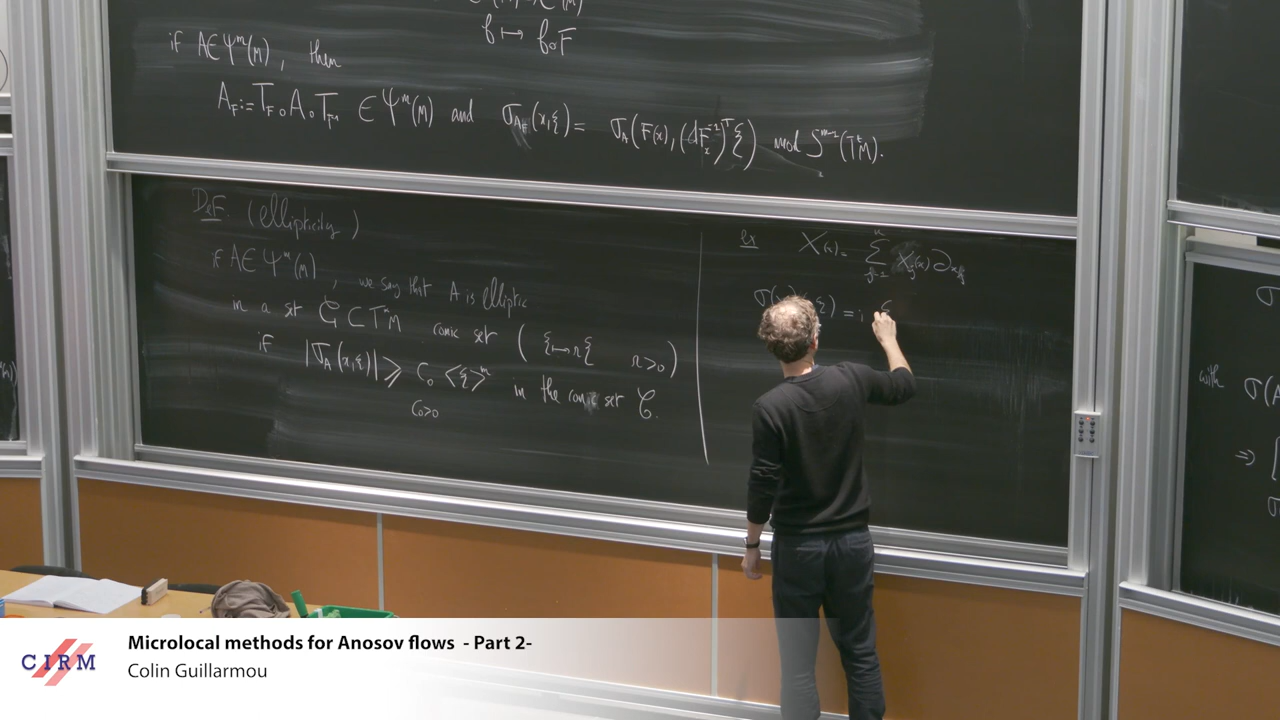 b ↦ b∘F
if A∈Ψ^m(M), then
A_F := T_F∘A∘T_{F^{-1}} ∈ Ψ^m(M) and σ_{A_F}(x,ξ) = σ_A(F(x), (dF_x^{-1})^T ξ) mod S^{m-1}(T^*M).
Def. (ellipticity)
if A∈Ψ^m(M), we say that A is elliptic
in a set 𝒞 ⊂ T^*M conic set ( ξ ↦ rξ r>0 )
if |σ_A(x,ξ)| ≥ C_0 <ξ>^m in the conic set 𝒞.
C_0>0
ex X(x) = Σ_{j=1}^n X_j(x) ∂_{x_j}
ξ) = i
with σ(A
⇒ [
CIRM
Microlocal methods for Anosov flows - Part 2-
Colin Guillarmou